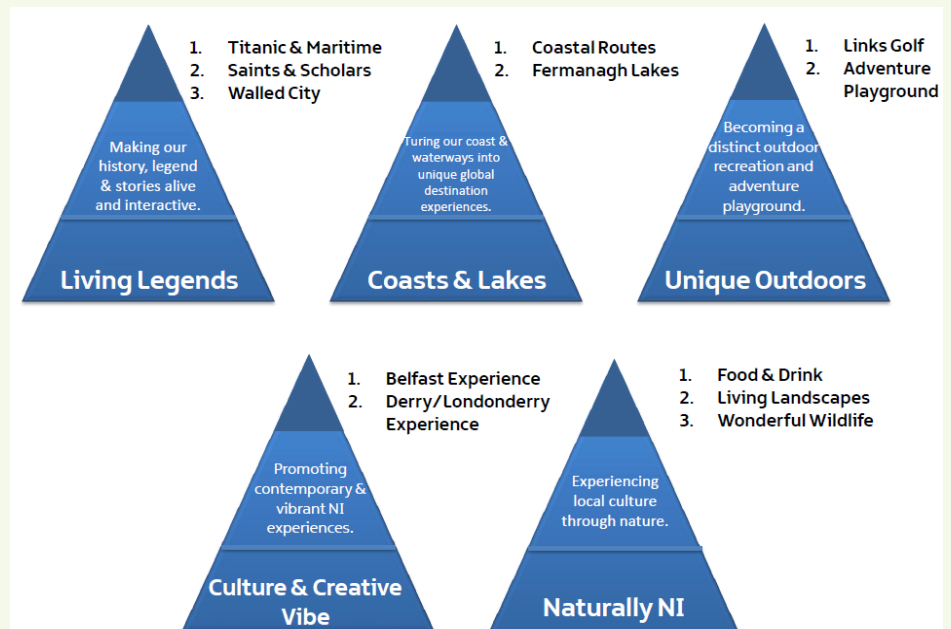 1. Titanic & Maritime
2. Saints & Scholars
3. Walled City
Making our
history, legend
& stories alive
and interactive.
Living Legends
1. Coastal Routes
2. Fermanagh Lakes
Turing our coast &
waterways into
unique global
destination
experiences.
Coasts & Lakes
1. Links Golf
2. Adventure
Playground
Becoming a
distinct outdoor
recreation and
adventure
playground.
Unique Outdoors
1. Belfast Experience
2. Derry/Londonderry
Experience
Promoting
contemporary &
vibrant NI
experiences.
Culture & Creative
Vibe
1. Food & Drink
2. Living Landscapes
3. Wonderful Wildlife
Experiencing
local culture
through nature.
Naturally NI